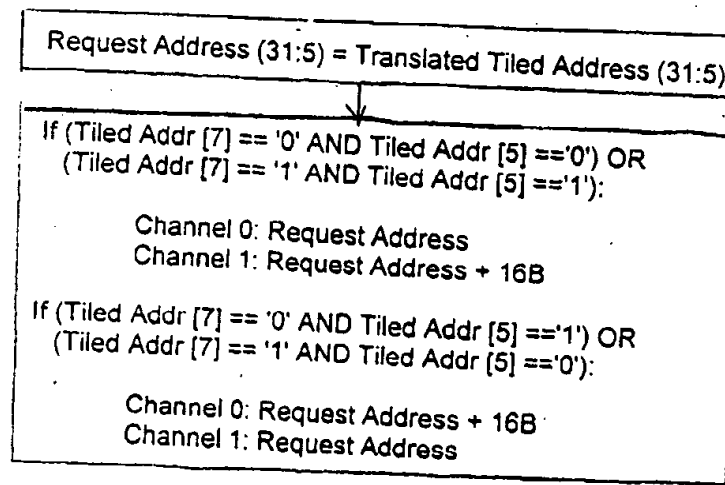 Request Address (31:5) = Translated Tiled Address (31:5)
If (Tiled Addr [7] == '0' AND Tiled Addr [5] =='0') OR
(Tiled Addr [7] == '1' AND Tiled Addr [5] =='1'):
Channel 0: Request Address
Channel 1: Request Address + 16B
If (Tiled Addr [7] == '0' AND Tiled Addr [5] =='1') OR
(Tiled Addr [7] == '1' AND Tiled Addr [5] =='0'):
Channel 0: Request Address + 16B
Channel 1: Request Address